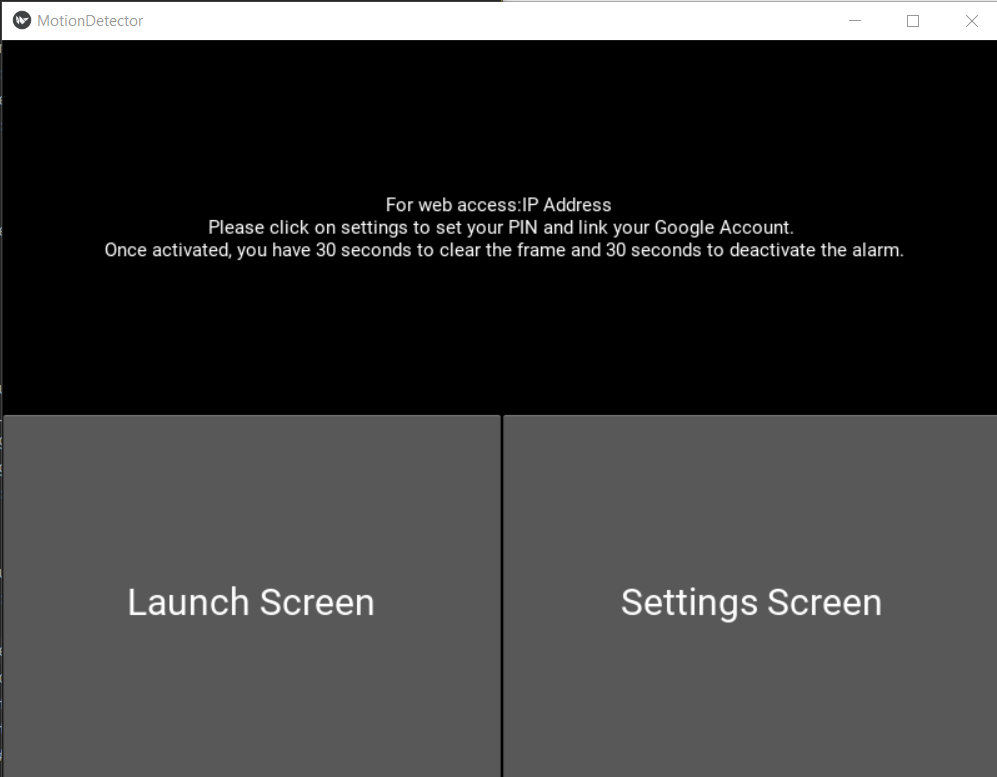 MotionDetector
For web access:IP Address
Please click on settings to set your PIN and link your Google Account.
Once activated, you have 30 seconds to clear the frame and 30 seconds to deactivate the alarm.
Launch Screen
Settings Screen